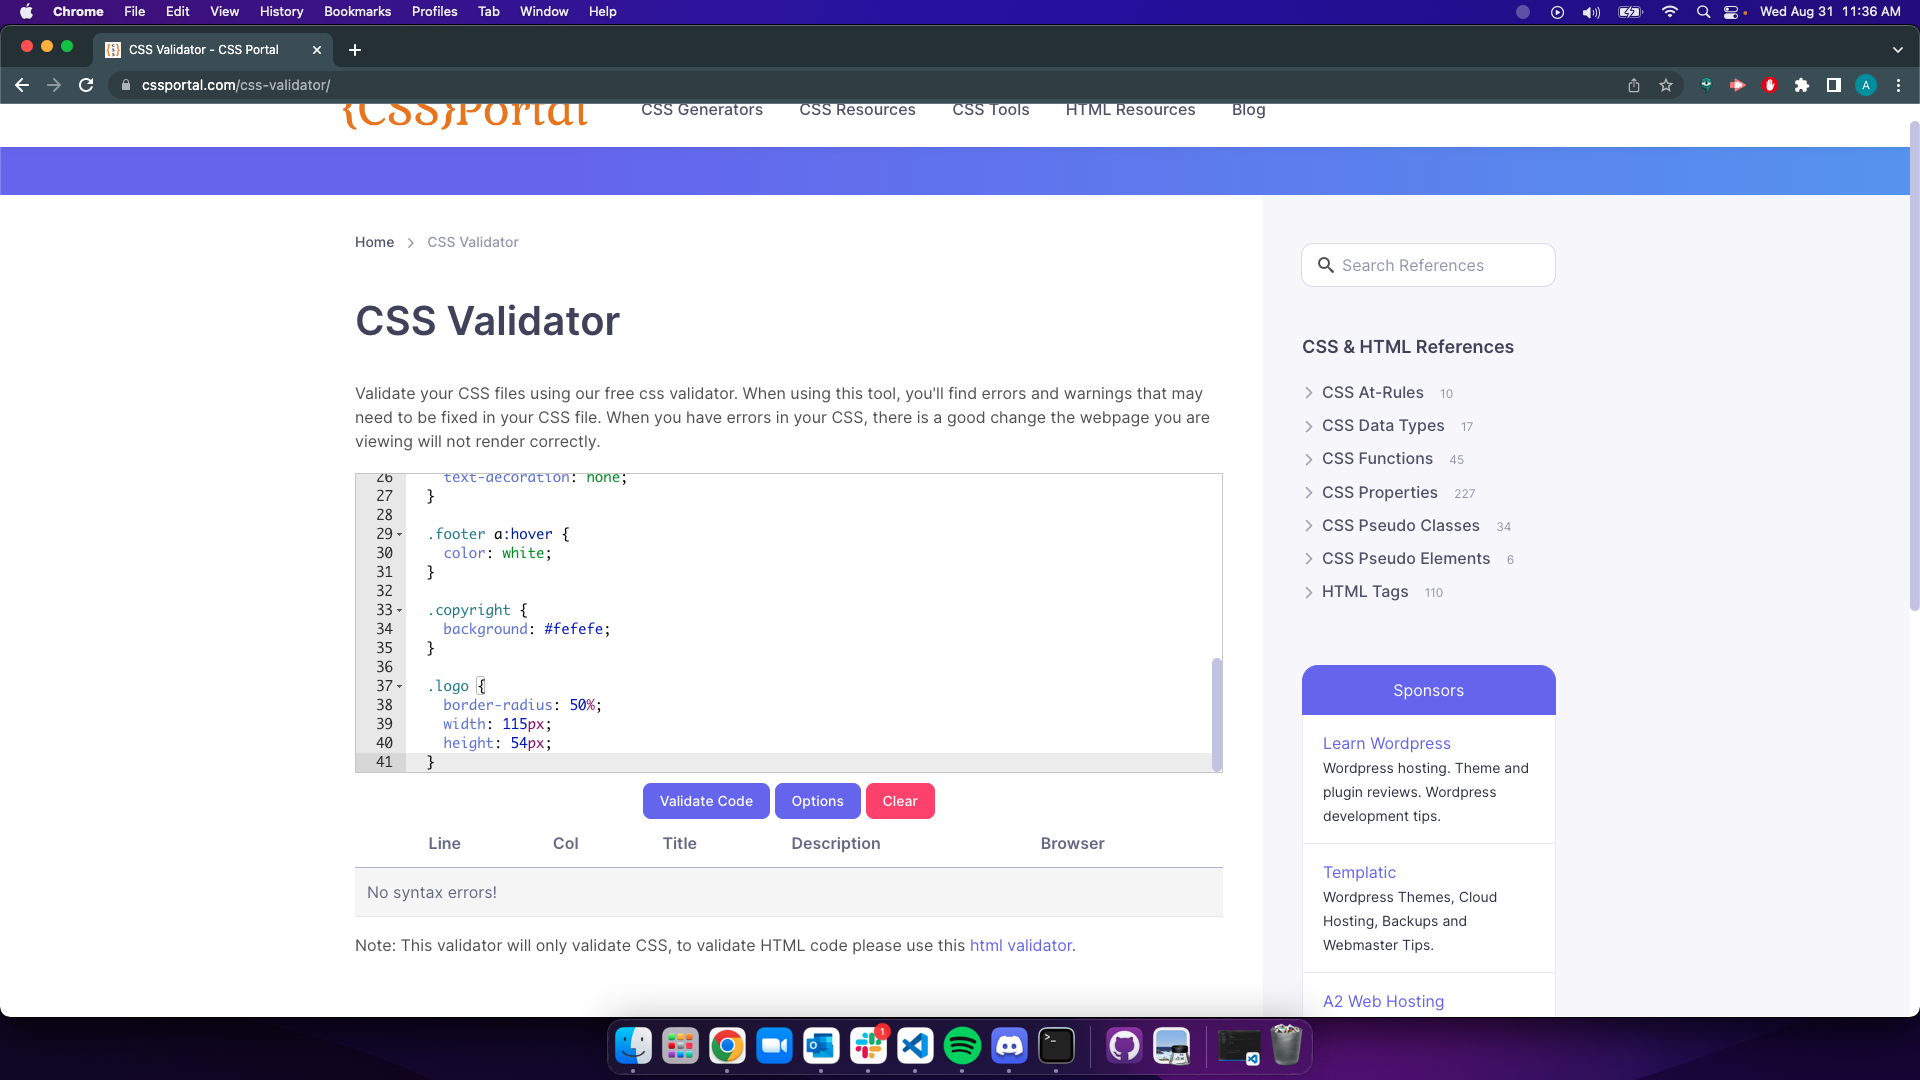 Chrome File Edit View History Bookmarks Profiles Tab Window Help Wed Aug 31 11:36 AM
CSS Validator - CSS Portal
cssportal.com/css-validator/ A
{CSS}Portal CSS Generators CSS Resources CSS Tools HTML Resources Blog
Home CSS Validator
Search References
CSS Validator
CSS & HTML References
Validate your CSS files using our free css validator. When using this tool, you'll find errors and warnings that may
need to be fixed in your CSS file. When you have errors in your CSS, there is a good change the webpage you are
viewing will not render correctly.
CSS At-Rules 10
CSS Data Types 17
CSS Functions 45
CSS Properties 227
CSS Pseudo Classes 34
CSS Pseudo Elements 6
HTML Tags 110
26 text-decoration: none;
27 }
28
29 .footer a:hover {
30 color: white;
31 }
32
33 .copyright {
34 background: #fefefe;
35 }
36
37 .logo {
38 border-radius: 50%;
39 width: 115px;
40 height: 54px;
41 }
Validate Code Options Clear
Line Col Title Description Browser
No syntax errors!
Note: This validator will only validate CSS, to validate HTML code please use this html validator.
Sponsors
Learn Wordpress
Wordpress hosting. Theme and
plugin reviews. Wordpress
development tips.
Templatic
Wordpress Themes, Cloud
Hosting, Backups and
Webmaster Tips.
A2 Web Hosting
1